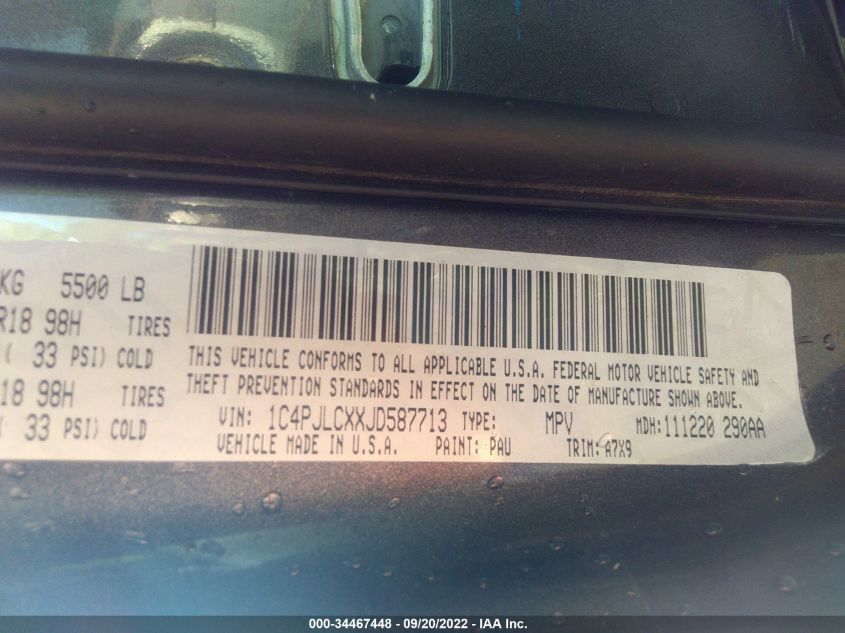 KG 5500 LB
R18 98H TIRES
( 33 PSI) COLD
18 98H TIRES
( 33 PSI) COLD
THIS VEHICLE CONFORMS TO ALL APPLICABLE U.S.A. FEDERAL MOTOR VEHICLE SAFETY AND
THEFT PREVENTION STANDARDS IN EFFECT ON THE DATE OF MANUFACTURE SHOWN ABOVE.
VIN: 1C4PJLCXXJD587713 TYPE: MPV MDH:111220 290AA
VEHICLE MADE IN U.S.A. PAINT: PAU TRIM: A7X9
000-34467448 - 09/20/2022 - IAA Inc.